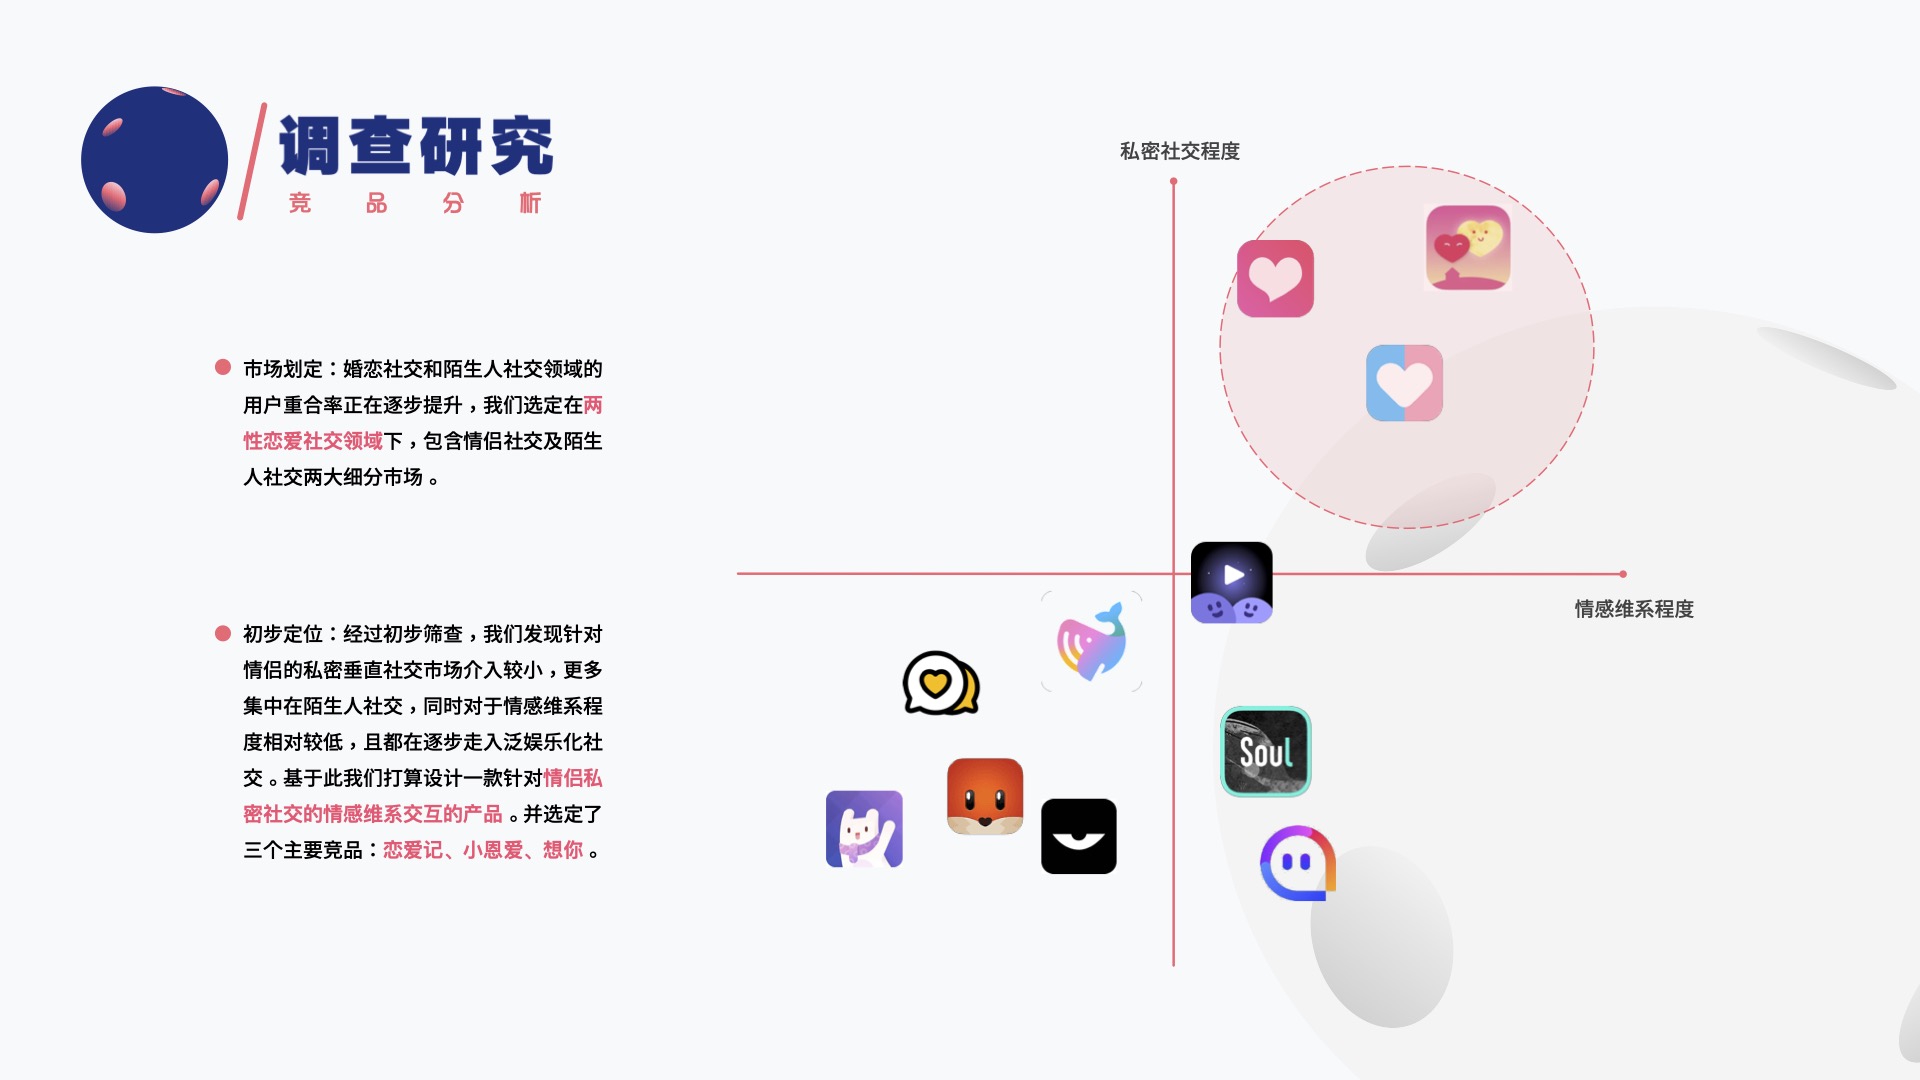 调查研究
竞品分析
市场划定：婚恋社交和陌生人社交领域的
用户重合率正在逐步提升，我们选定在两
性恋爱社交领域下，包含情侣社交及陌生
人社交两大细分市场。
初步定位：经过初步筛查，我们发现针对
情侣的私密垂直社交市场介入较小，更多
集中在陌生人社交，同时对于情感维系程
度相对较低，且都在逐步走入泛娱乐化社
交。基于此我们打算设计一款针对情侣私
密社交的情感维系交互的产品。并选定了
三个主要竞品：恋爱记、小恩爱、想你。
私密社交程度
情感维系程度
Soul